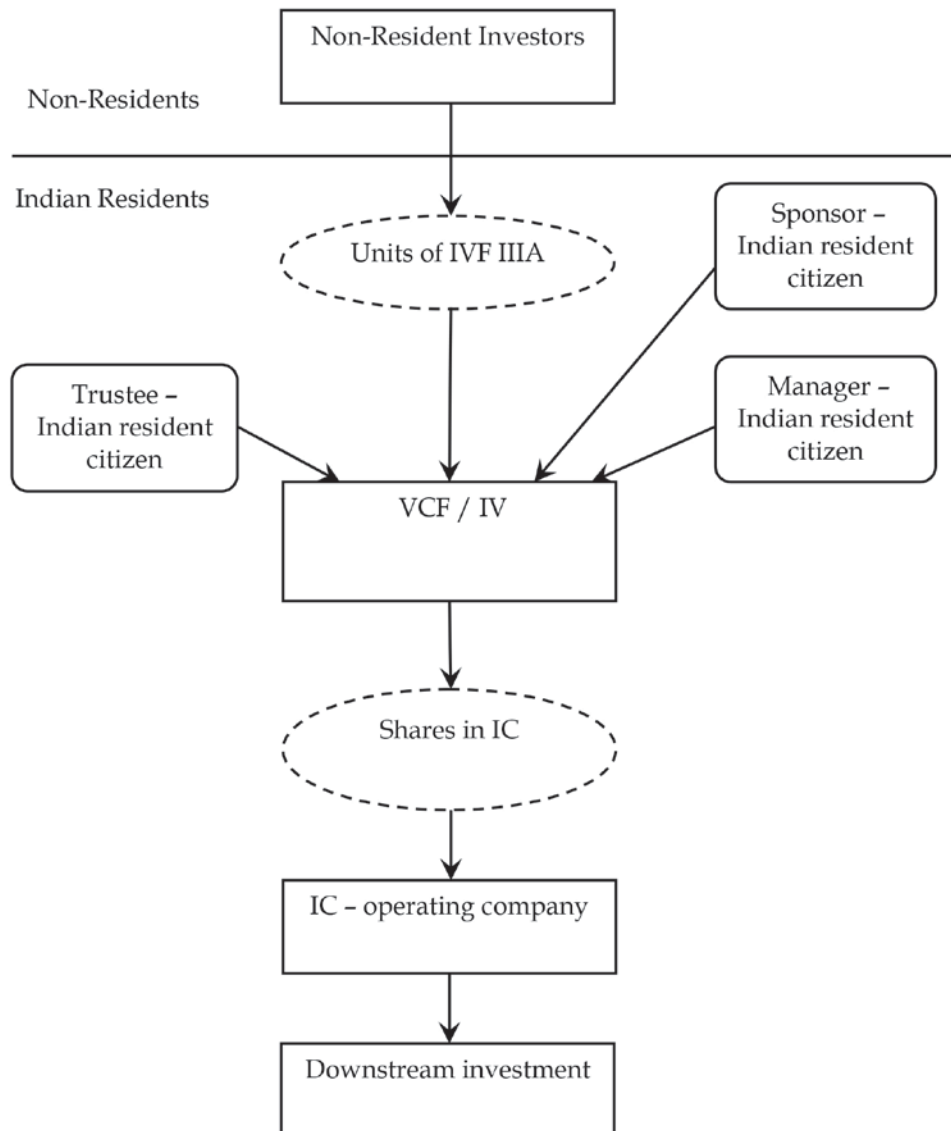 Non-Resident Investors
Non-Residents
Indian Residents
Sponsor –
Indian resident
citizen
Units of IVF IIIA
Trustee –
Indian resident
citizen
Manager –
Indian resident
citizen
VCF / IV
Shares in IC
IC – operating company
Downstream investment